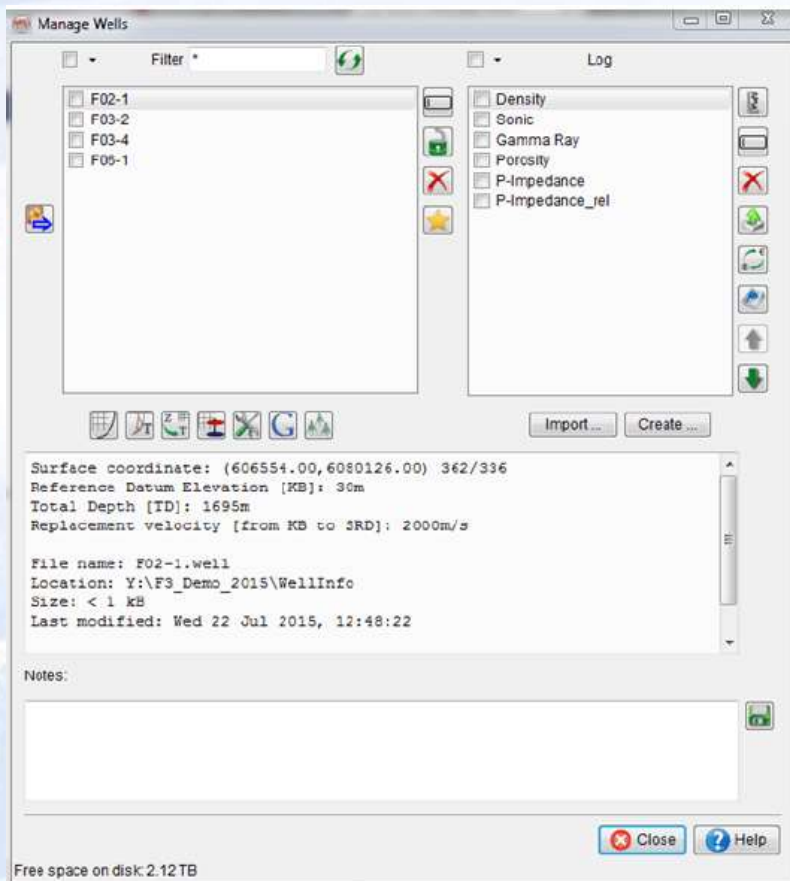 Manage Wells
Filter *
Log
F02-1
F03-2
F03-4
F06-1
Density
Sonic
Gamma Ray
Porosity
P-Impedance
P-Impedance_rel
Import ...
Create ...
Surface coordinate: (606554.00,6080126.00) 362/336
Reference Datum Elevation [KB]: 30m
Total Depth [TD]: 1695m
Replacement velocity [from KB to SRD]: 2000m/s
File name: F02-1.well
Location: Y:\F3_Demo_2015\WellInfo
Size: < 1 kB
Last modified: Wed 22 Jul 2015, 12:48:22
Notes:
Close
Help
Free space on disk: 2.12 TB